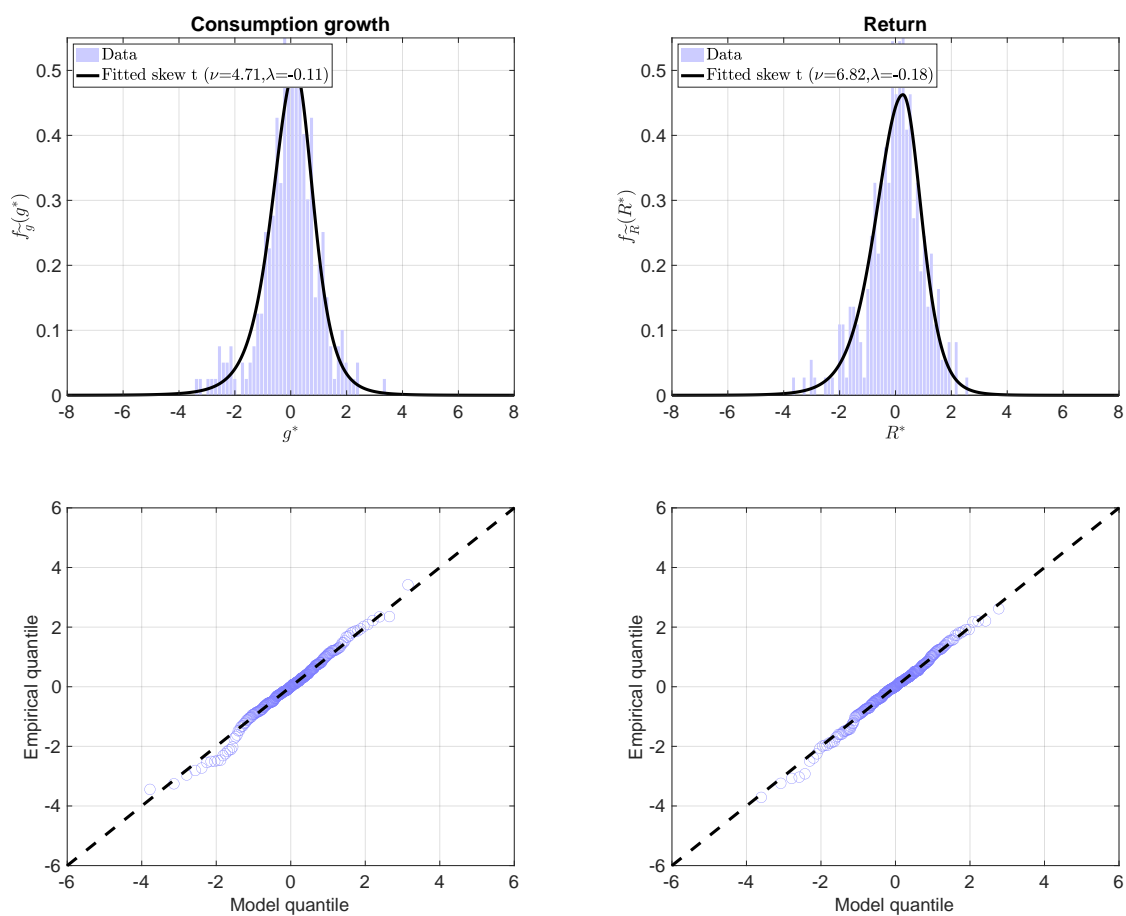 Consumption growth
Data
Fitted skew t (ν=4.71,λ=-0.11)
0.5
0.4
0.3
0.2
0.1
0
f_g̃(g*)
-8 -6 -4 -2 0 2 4 6 8
g*
Return
Data
Fitted skew t (ν=6.82,λ=-0.18)
0.5
0.4
0.3
0.2
0.1
0
f_R̃(R*)
-8 -6 -4 -2 0 2 4 6 8
R*
6
4
2
0
-2
-4
-6
Empirical quantile
-6 -4 -2 0 2 4 6
Model quantile
6
4
2
0
-2
-4
-6
Empirical quantile
-6 -4 -2 0 2 4 6
Model quantile